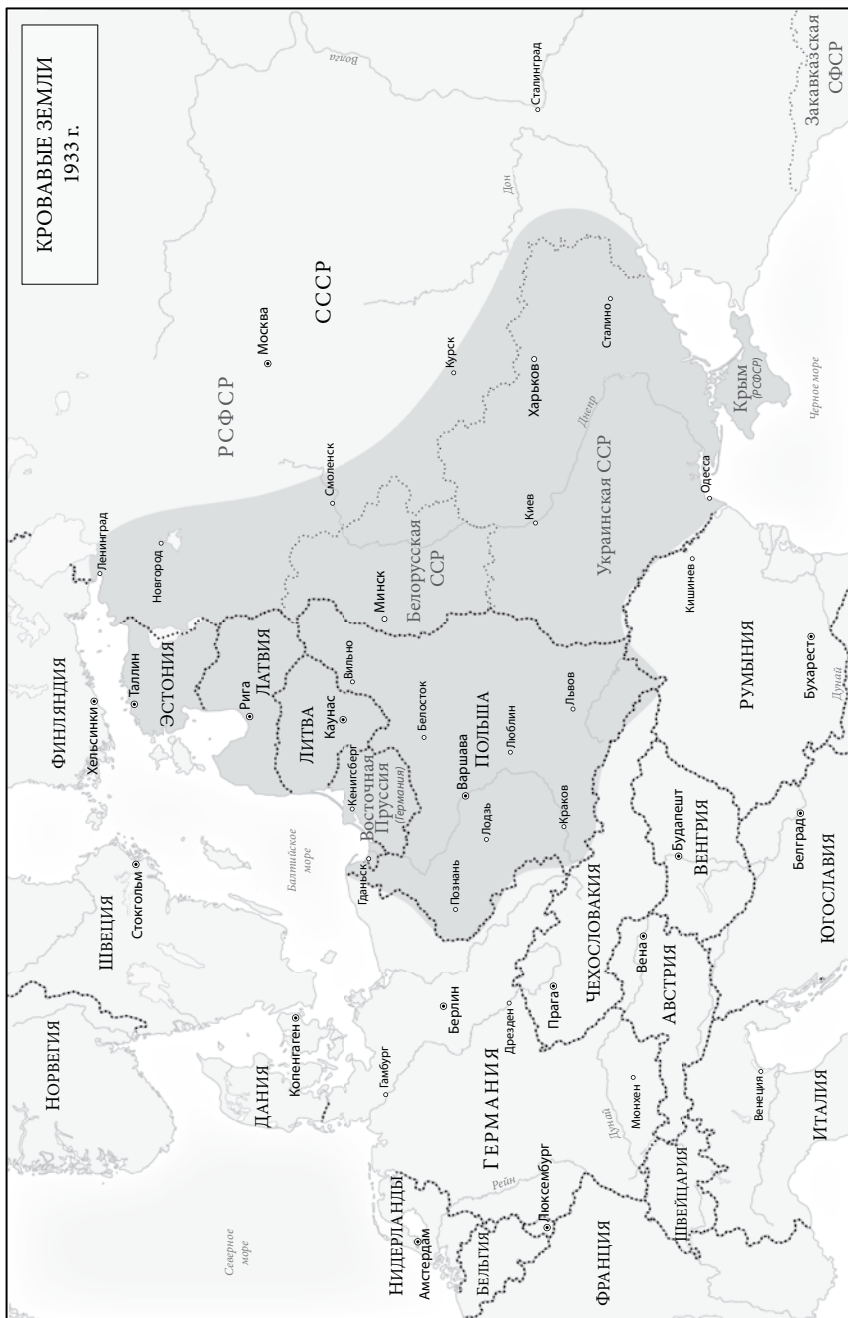 КРОВАВЫЕ ЗЕМЛИ
1933 г.
НОРВЕГИЯ
ШВЕЦИЯ
Стокгольм
ФИНЛЯНДИЯ
Хельсинки
Ленинград
Новгород
Таллин
ЭСТОНИЯ
Рига
ЛАТВИЯ
РСФСР
Москва
СССР
Волга
Северное
море
ДАНИЯ
Копенгаген
Балтийское
море
ЛИТВА
Каунас
Вильно
Кенигсберг
Восточная
Пруссия
(Германия)
Гданьск
Смоленск
Минск
Белорусская
ССР
Курск
Дон
Сталинград
НИДЕРЛАНДЫ
Амстердам
Гамбург
Берлин
Познань
Варшава
Лодзь
Белосток
ПОЛЬША
Люблин
БЕЛЬГИЯ
Рейн
ГЕРМАНИЯ
Дрезден
Люксембург
Прага
ЧЕХОСЛОВАКИЯ
Краков
Львов
Киев
Харьков
Днепр
Сталино
Украинская ССР
ФРАНЦИЯ
Дунай
Мюнхен
Вена
АВСТРИЯ
Будапешт
ВЕНГРИЯ
Кишинев
Одесса
Крым
(РСФСР)
ШВЕЙЦАРИЯ
Венеция
ИТАЛИЯ
ЮГОСЛАВИЯ
Белград
РУМЫНИЯ
Бухарест
Дунай
Черное море
Закавказская
СФСР